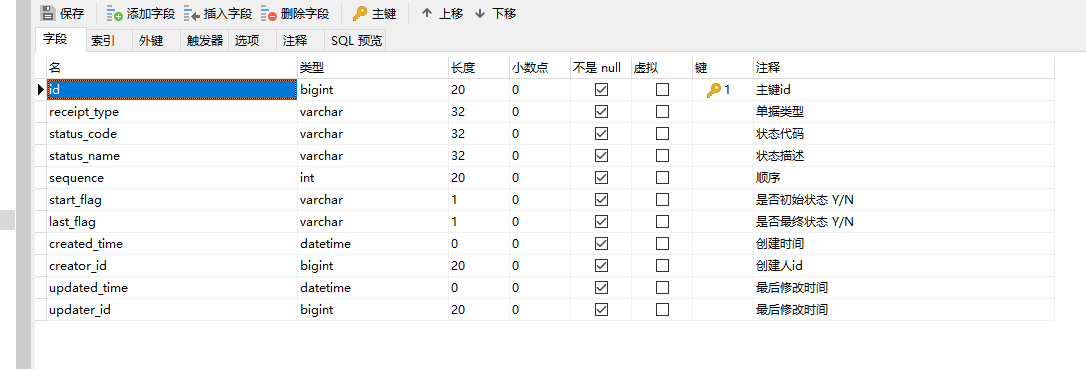 保存 添加字段 插入字段 删除字段 主键 上移 下移
字段 索引 外键 触发器 选项 注释 SQL 预览
名 类型 长度 小数点 不是 null 虚拟 键 注释
id bigint 20 0 1 主键id
receipt_type varchar 32 0 单据类型
status_code varchar 32 0 状态代码
status_name varchar 32 0 状态描述
sequence int 20 0 顺序
start_flag varchar 1 0 是否初始状态 Y/N
last_flag varchar 1 0 是否最终状态 Y/N
created_time datetime 0 0 创建时间
creator_id bigint 20 0 创建人id
updated_time datetime 0 0 最后修改时间
updater_id bigint 20 0 最后修改时间